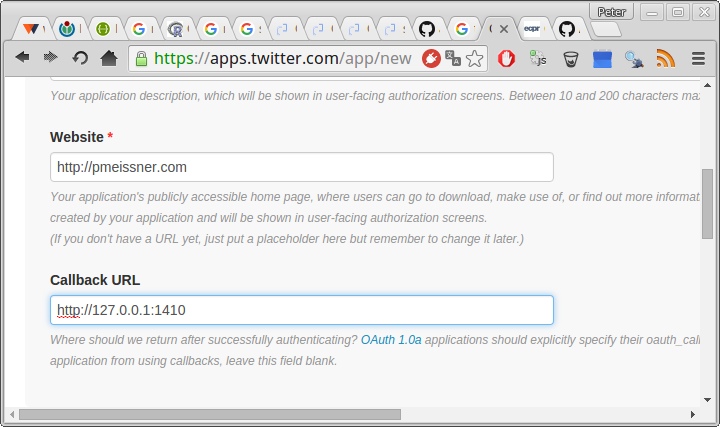 Peter
https://apps.twitter.com/app/new
JS
Your application description, which will be shown in user-facing authorization screens. Between 10 and 200 characters max
Website *
http://pmeissner.com
Your application's publicly accessible home page, where users can go to download, make use of, or find out more informat
created by your application and will be shown in user-facing authorization screens.
(If you don't have a URL yet, just put a placeholder here but remember to change it later.)
Callback URL
http://127.0.0.1:1410
Where should we return after successfully authenticating? OAuth 1.0a applications should explicitly specify their oauth_call
application from using callbacks, leave this field blank.